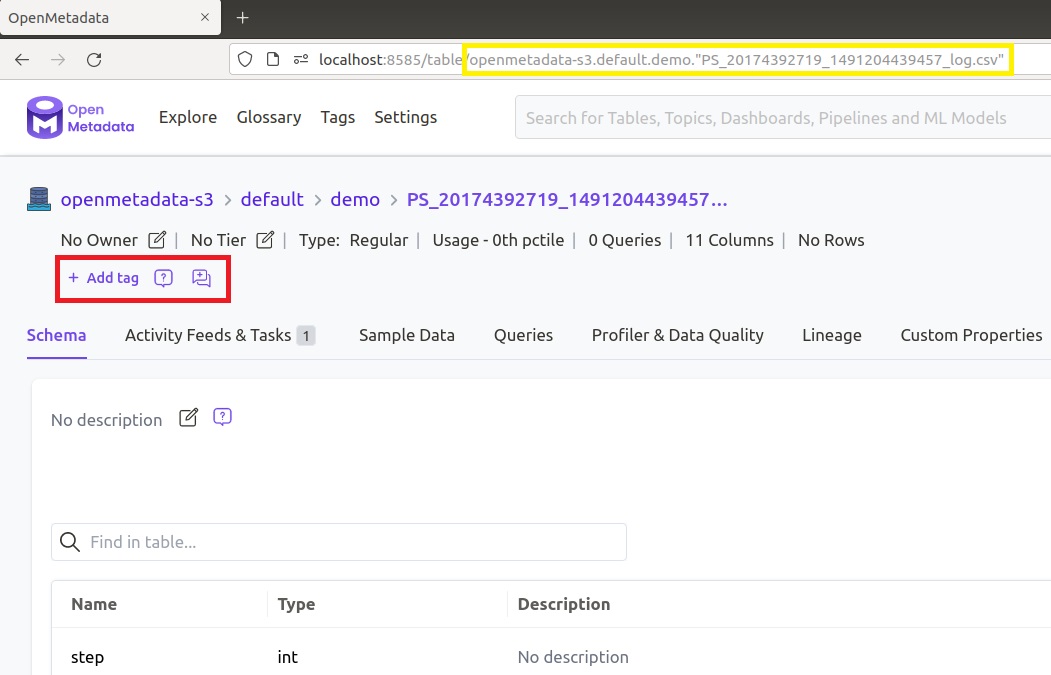 OpenMetadata × +
localhost:8585/table/openmetadata-s3.default.demo."PS_20174392719_1491204439457_log.csv"
Open Metadata Explore Glossary Tags Settings Search for Tables, Topics, Dashboards, Pipelines and ML Models
openmetadata-s3 > default > demo > PS_20174392719_1491204439457...
No Owner | No Tier | Type: Regular | Usage - 0th pctile | 0 Queries | 11 Columns | No Rows
+ Add tag
Schema Activity Feeds & Tasks 1 Sample Data Queries Profiler & Data Quality Lineage Custom Properties
No description
Find in table...
Name Type Description
step int No description